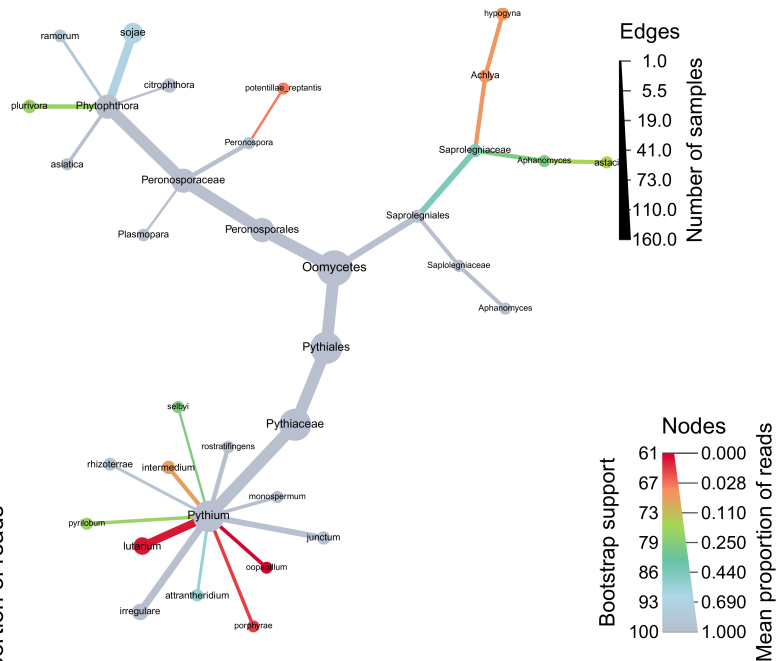 hypogyna
ramorum
sojae
Edges
1.0
Achlya
citrophthora
potentillae_reptantis
5.5
plurivora
Phytophthora
19.0
Peronospora
Saprolegniaceae
41.0
asiatica
Aphanomyces
astaci
Peronosporaceae
73.0
Number of samples
Saprolegniales
110.0
Plasmopara
Peronosporales
160.0
Oomycetes
Saplolegniaceae
Aphanomyces
Pythiales
selbyi
Pythiaceae
Nodes
rostratifingens
61
0.000
rhizoterrae
intermedium
67
0.028
monospermum
73
0.110
pyrilobum
Pythium
79
0.250
lutarium
junctum
oopapillum
86
0.440
attrantheridium
93
0.690
irregulare
porphyrae
100
1.000
Bootstrap support
Mean proportion of reads